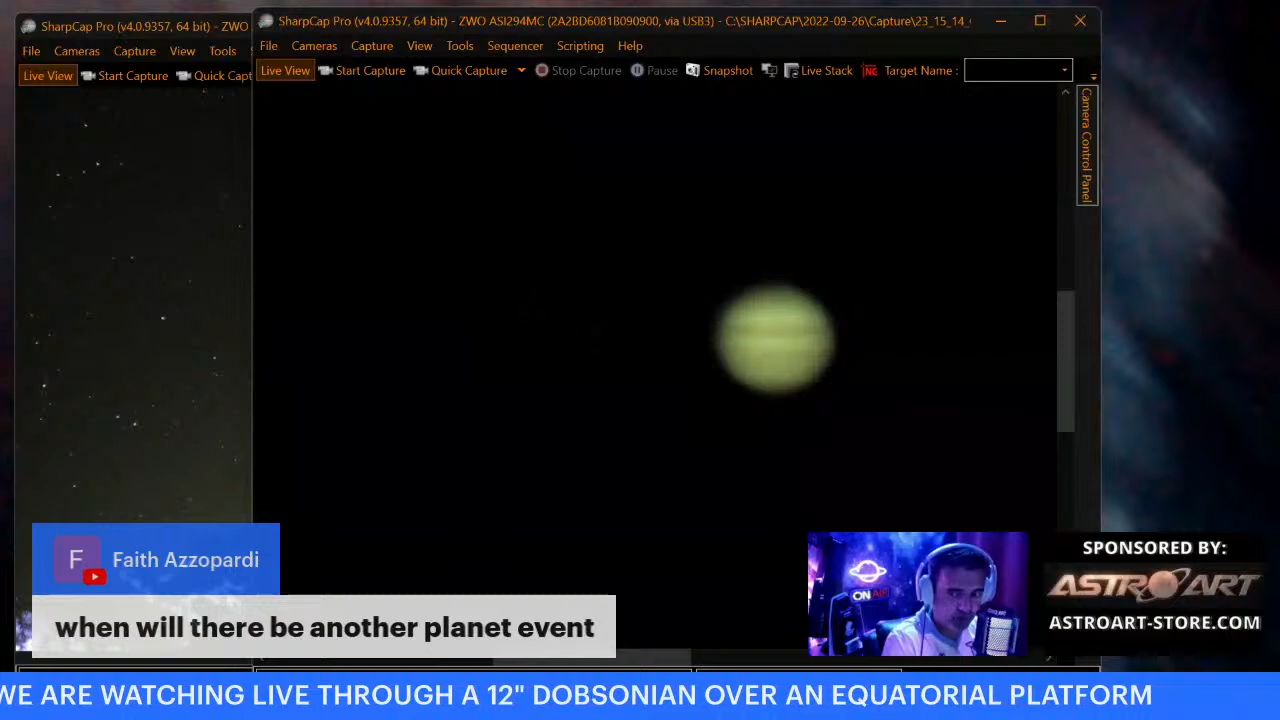 SharpCap Pro (v4.0.9357, 64 bit) - ZWO
File Cameras Capture View Tools
Live View Start Capture Quick Capt
SharpCap Pro (v4.0.9357, 64 bit) - ZWO ASI294MC (2A2BD6081B090900, via USB3) - C:\SHARPCAP\2022-09-26\Capture\23_15_14_
File Cameras Capture View Tools Sequencer Scripting Help
Live View Start Capture Quick Capture Stop Capture Pause Snapshot Live Stack Target Name :
Camera Control Panel
F Faith Azzopardi
when will there be another planet event
ON AIR
SPONSORED BY:
ASTROART
ASTROART-STORE.COM
WE ARE WATCHING LIVE THROUGH A 12" DOBSONIAN OVER AN EQUATORIAL PLATFORM